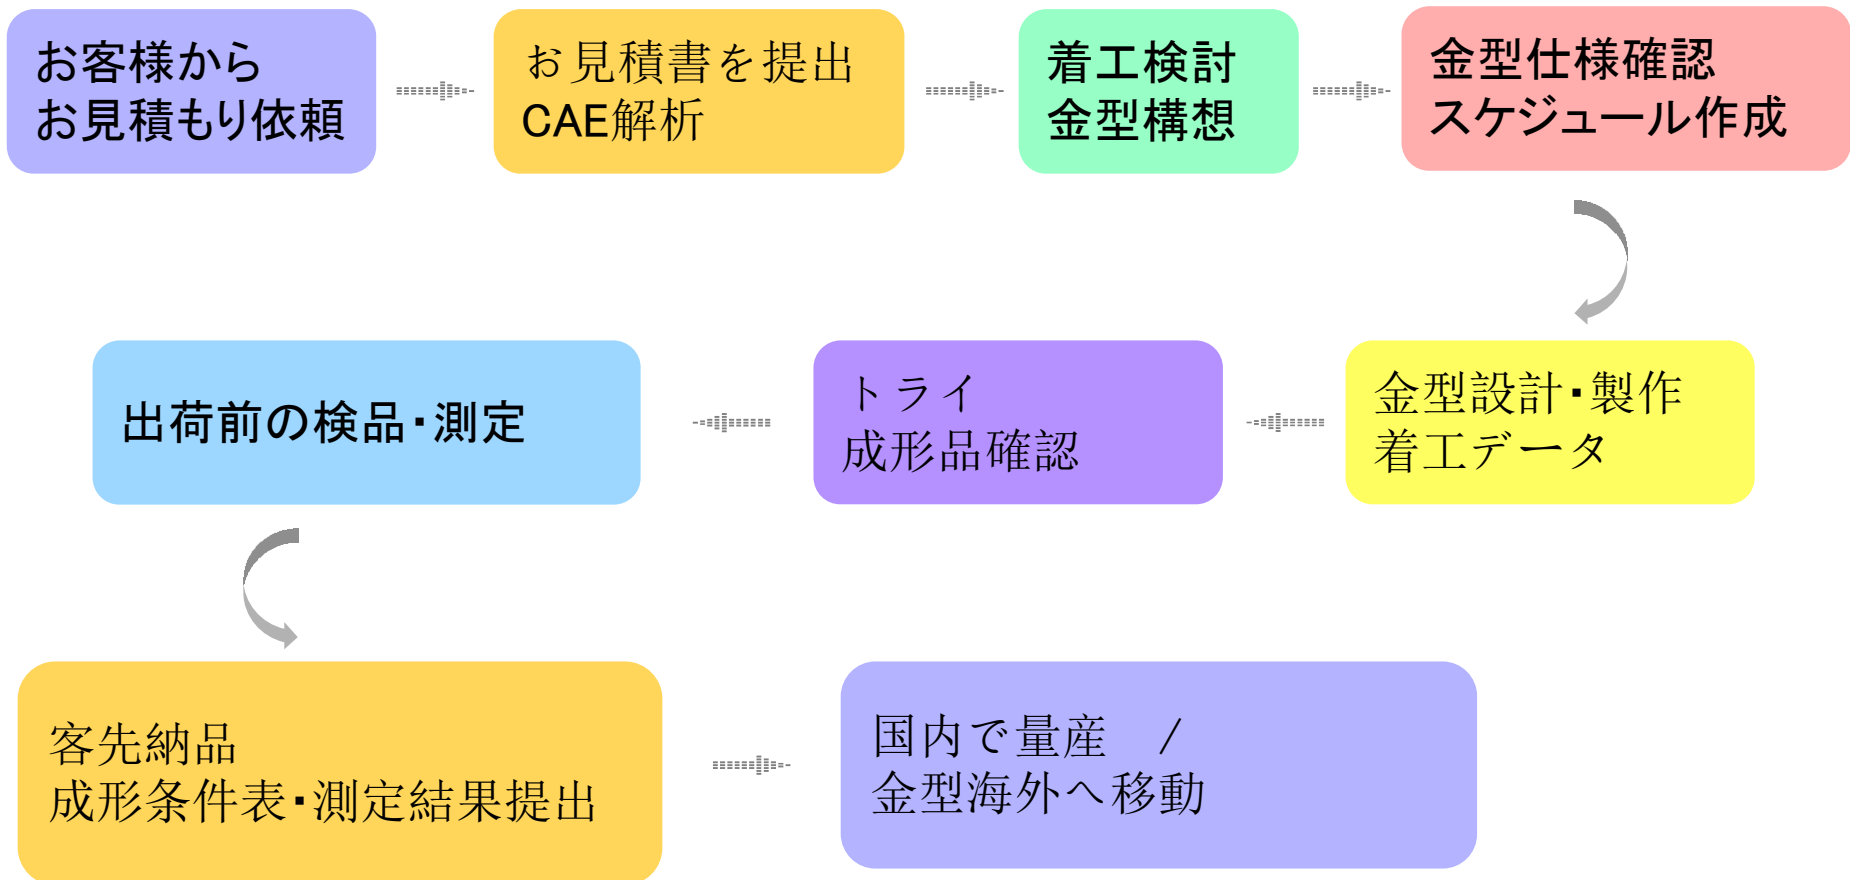 お客様から
お見積もり依頼
お見積書を提出
CAE解析
着工検討
金型構想
金型仕様確認
スケジュール作成
金型設計・製作
着工データ
トライ
成形品確認
出荷前の検品・測定
客先納品
成形条件表・測定結果提出
国内で量産　/
金型海外へ移動